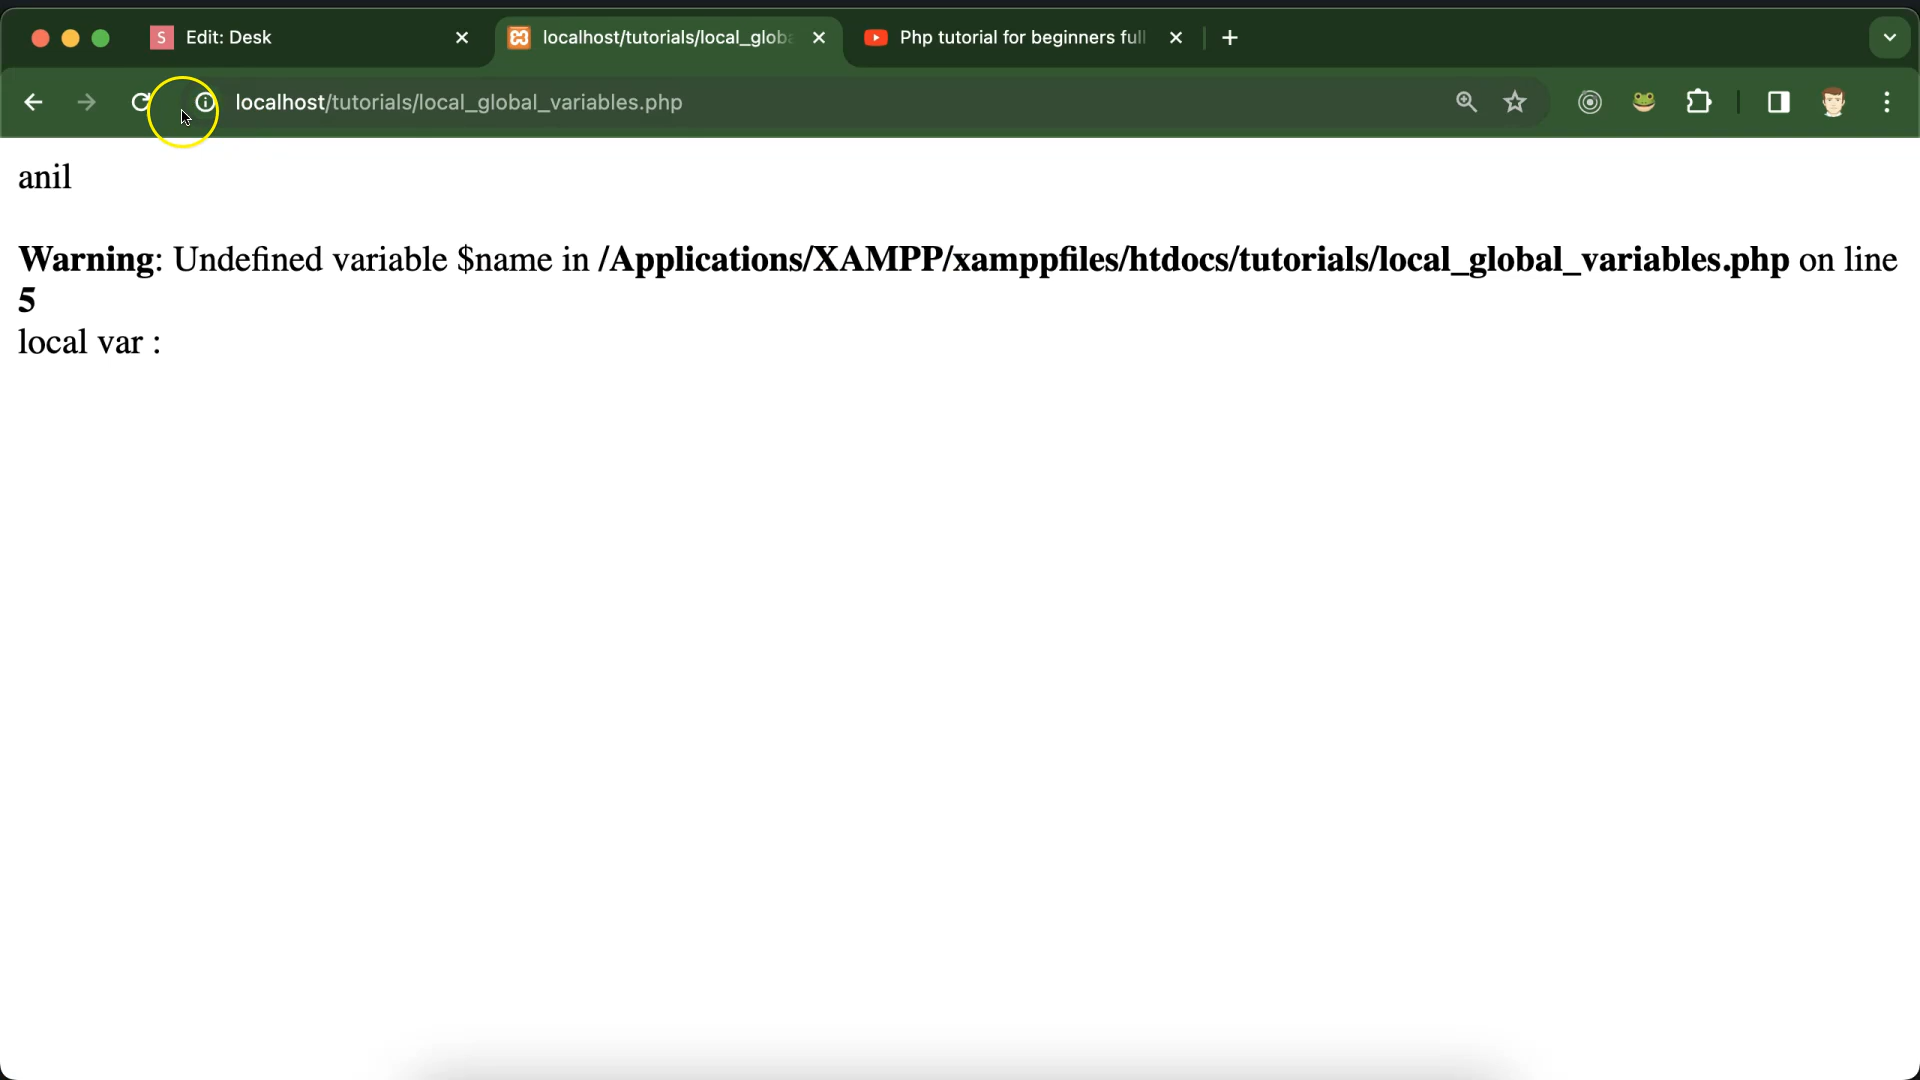 S Edit: Desk
localhost/tutorials/local_glob
Php tutorial for beginners full
localhost/tutorials/local_global_variables.php
anil
Warning: Undefined variable $name in /Applications/XAMPP/xamppfiles/htdocs/tutorials/local_global_variables.php on line
5
local var :